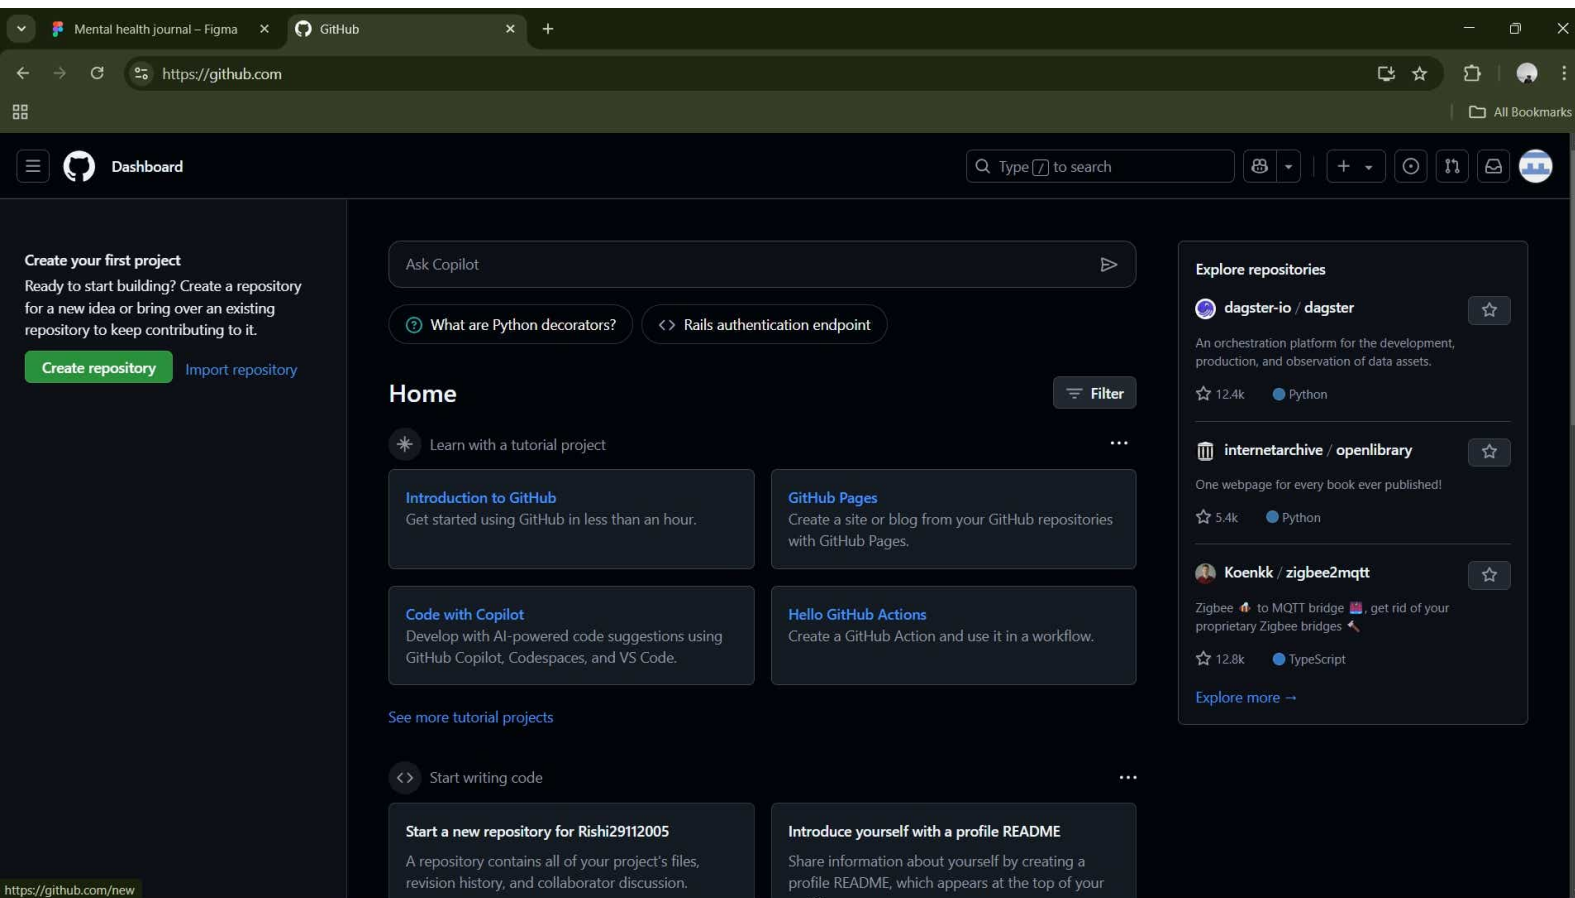 Mental health journal – Figma
GitHub
https://github.com
All Bookmarks
Dashboard
Type / to search
Create your first project
Ready to start building? Create a repository
for a new idea or bring over an existing
repository to keep contributing to it.
Create repository
Import repository
Ask Copilot
What are Python decorators?
Rails authentication endpoint
Home
Filter
Learn with a tutorial project
Introduction to GitHub
Get started using GitHub in less than an hour.
GitHub Pages
Create a site or blog from your GitHub repositories
with GitHub Pages.
Code with Copilot
Develop with AI-powered code suggestions using
GitHub Copilot, Codespaces, and VS Code.
Hello GitHub Actions
Create a GitHub Action and use it in a workflow.
See more tutorial projects
Start writing code
Start a new repository for Rishi29112005
A repository contains all of your project's files,
revision history, and collaborator discussion.
Introduce yourself with a profile README
Share information about yourself by creating a
profile README, which appears at the top of your
Explore repositories
dagster-io / dagster
An orchestration platform for the development,
production, and observation of data assets.
12.4k
Python
internetarchive / openlibrary
One webpage for every book ever published!
5.4k
Python
Koenkk / zigbee2mqtt
Zigbee 🐝 to MQTT bridge 🌉, get rid of your
proprietary Zigbee bridges 🔨
12.8k
TypeScript
Explore more →
https://github.com/new